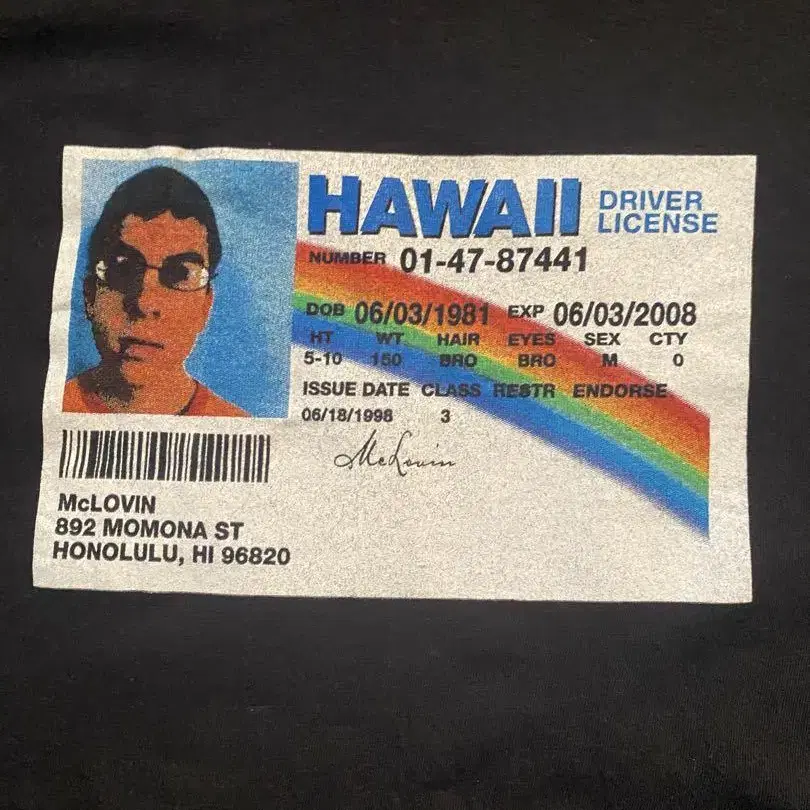 HAWAII DRIVER LICENSE
NUMBER 01-47-87441
DOB 06/03/1981 EXP 06/03/2008
HT WT HAIR EYES SEX CTY
5-10 150 BRO BRO M 0
ISSUE DATE CLASS RESTR ENDORSE
06/18/1998 3
McLovin
McLOVIN
892 MOMONA ST
HONOLULU, HI 96820